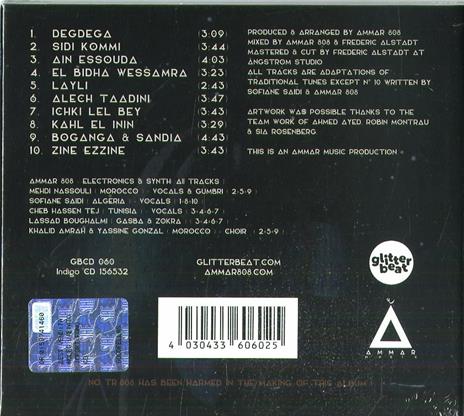 1. DEGDEGA (3:09)
2. SIDI KOMMI (3:44)
3. AIN ESSOUDA (4:03)
4. EL BIDHA WESSAMRA (3:23)
5. LAYLI (2:43)
6. ALECH TAADINI (3:47)
7. ICHKI LEL BEY (3:43)
8. KAHL EL ININ (3:29)
9. BOGANGA & SANDIA (4:43)
10. ZINE EZZINE (3:43)
PRODUCED & ARRANGED BY AMMAR 808
MIXED BY AMMAR 808 & FREDERIC ALSTADT
MASTERED & CUT BY FREDERIC ALSTADT AT
ÅNGSTROM STUDIO
ALL TRACKS ARE ADAPTATIONS OF
TRADITIONAL TUNES EXCEPT N° 10 WRITTEN BY
SOFIANE SAIDI & AMMAR 808
ARTWORK WAS POSSIBLE THANKS TO THE
TEAM WORK OF AHMED AYED ROBIN MONTRAU
& SIA ROSENBERG.
THIS IS AN AMMAR MUSIC PRODUCTION
AMMAR 808 (ELECTRONICS & SYNTH All TRACKS)
MEHDI NASSOULI (MOROCCO) VOCALS & GUMBRI (2-5-9)
SOFIANE SAIDI (ALGERIA) VOCALS (1-8-10)
CHEB HASSEN TEJ (TUNISIA) VOCALS (3-4-6-7)
LASSAD BOUGHALMI (GASBA & ZOKRA) (3-4-6-7)
KHALID AMRAH & YASSINE GONZAL (MOROCCO) CHOIR (2-5-9)
GBCD 060
Indigo CD 156532
GLITTERBEAT.COM
AMMAR808.COM
glitter
beat
4 030433 606025
AMMAR
NO TR 808 HAS BEEN HARMED IN THE MAKING OF THIS ALBUM